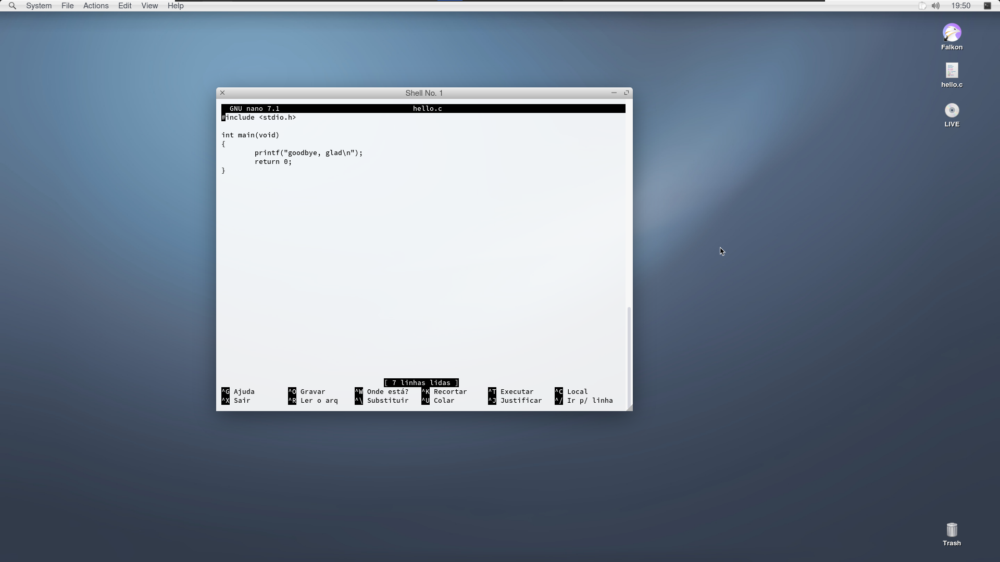 System File Actions Edit View Help 19:50
Falkon
hello.c
LIVE
Shell No. 1
GNU nano 7.1 hello.c
#include <stdio.h>
int main(void)
{
printf("goodbye, glad\n");
return 0;
}
[ 7 linhas lidas ]
^G Ajuda ^O Gravar ^W Onde está? ^K Recortar ^T Executar ^C Local
^X Sair ^R Ler o arq ^\ Substituir ^U Colar ^J Justificar ^/ Ir p/ linha
Trash